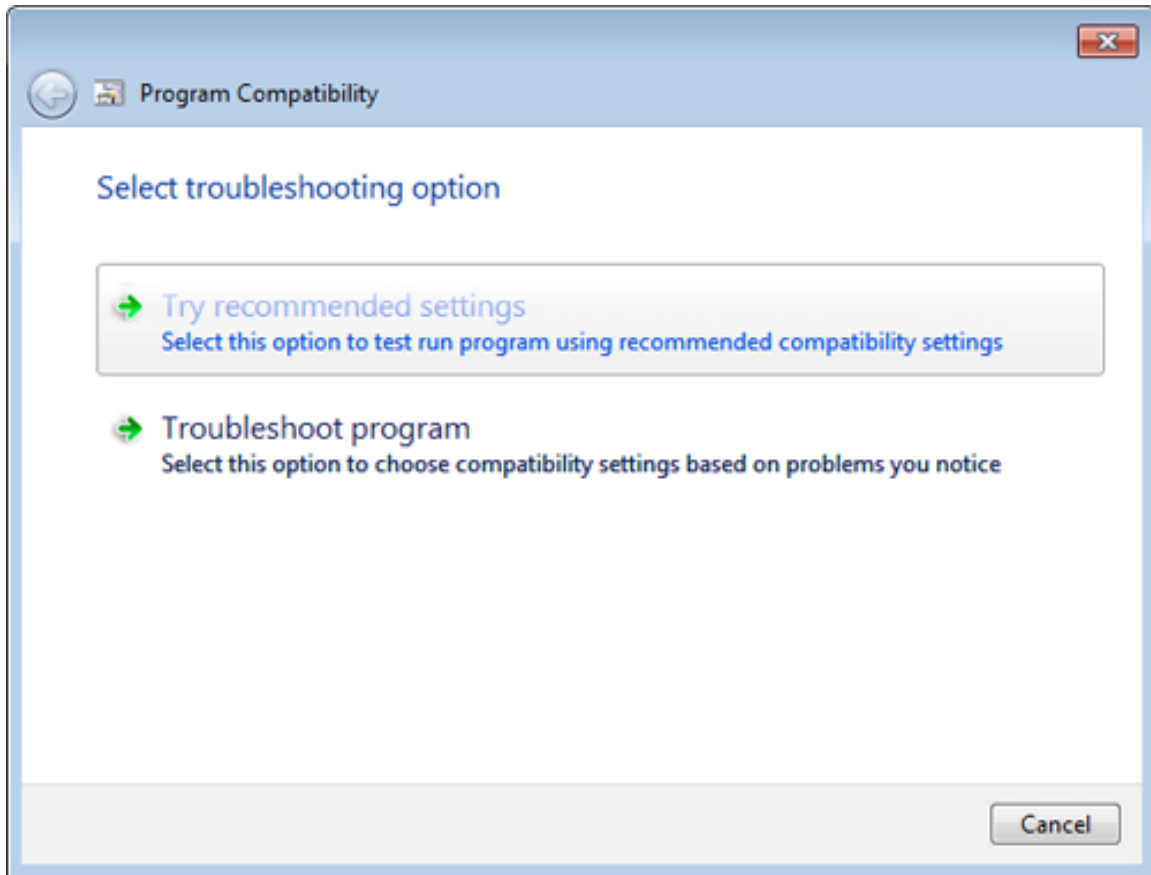 Program Compatibility
Select troubleshooting option
Try recommended settings
Select this option to test run program using recommended compatibility settings
Troubleshoot program
Select this option to choose compatibility settings based on problems you notice
Cancel